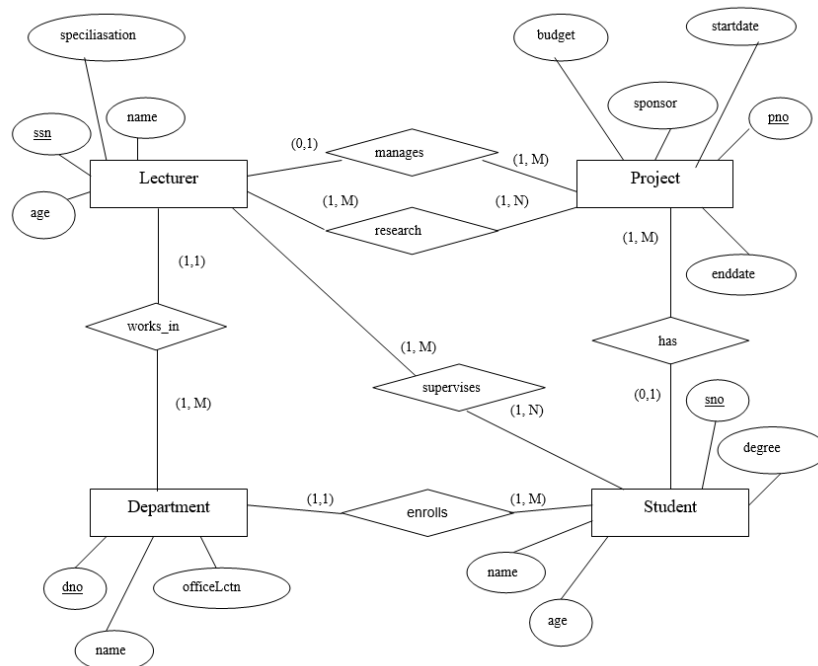 speciliasation
budget
startdate
ssn
name
sponsor
pno
(0,1)
manages
(1, M)
Lecturer
Project
age
(1, M)
research
(1, N)
(1, M)
enddate
(1,1)
works_in
has
(1, M)
supervises
(0,1)
(1, M)
(1, N)
sno
degree
Department
(1,1)
enrolls
(1, M)
Student
dno
officeLctn
name
name
age